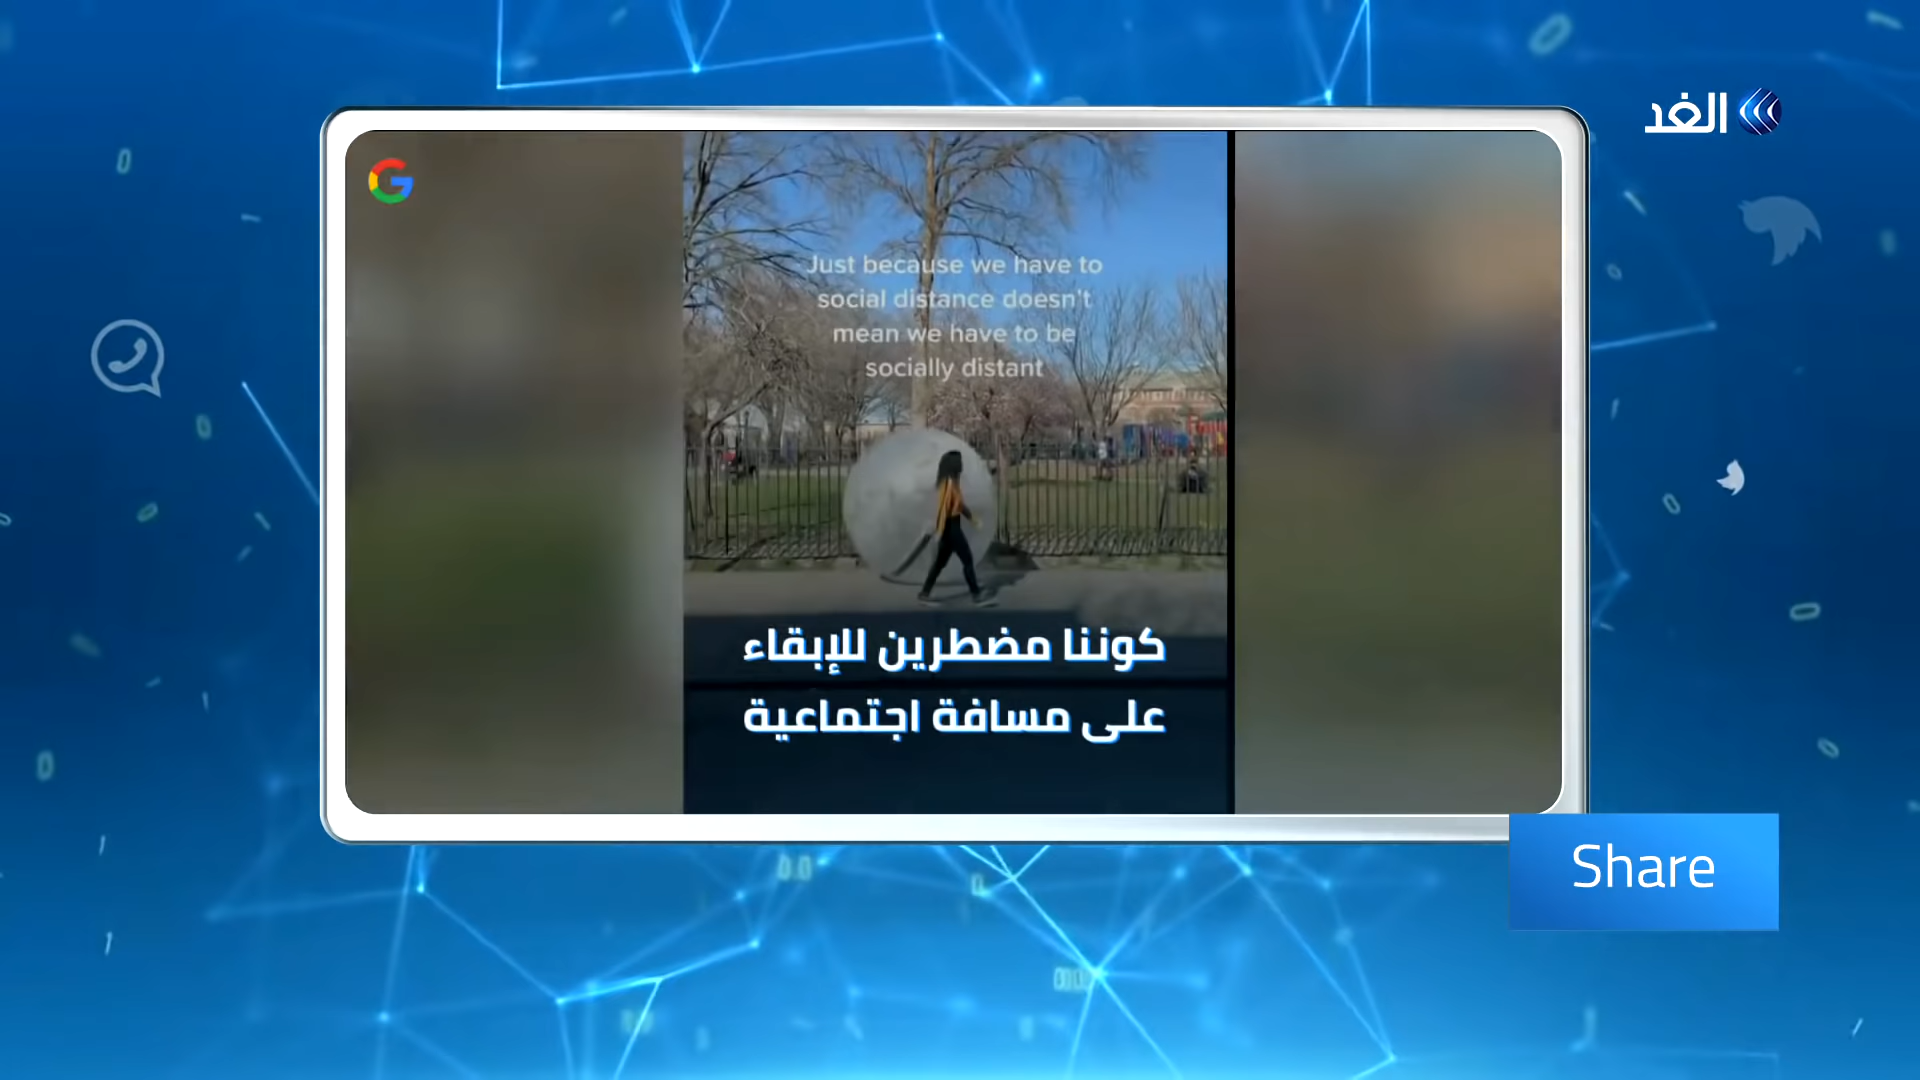 الغد
Just because we have to
social distance doesn't
mean we have to be
socially distant
كوننا مضطرين للإبقاء
على مسافة اجتماعية
Share